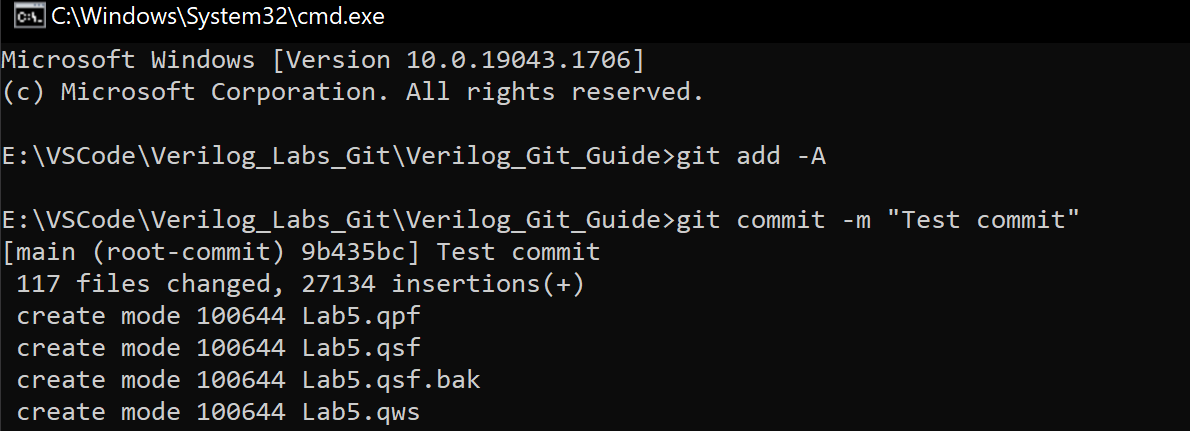 C:\Windows\System32\cmd.exe
Microsoft Windows [Version 10.0.19043.1706]
(c) Microsoft Corporation. All rights reserved.
E:\VSCode\Verilog_Labs_Git\Verilog_Git_Guide>git add -A
E:\VSCode\Verilog_Labs_Git\Verilog_Git_Guide>git commit -m "Test commit"
[main (root-commit) 9b435bc] Test commit
117 files changed, 27134 insertions(+)
create mode 100644 Lab5.qpf
create mode 100644 Lab5.qsf
create mode 100644 Lab5.qsf.bak
create mode 100644 Lab5.qws